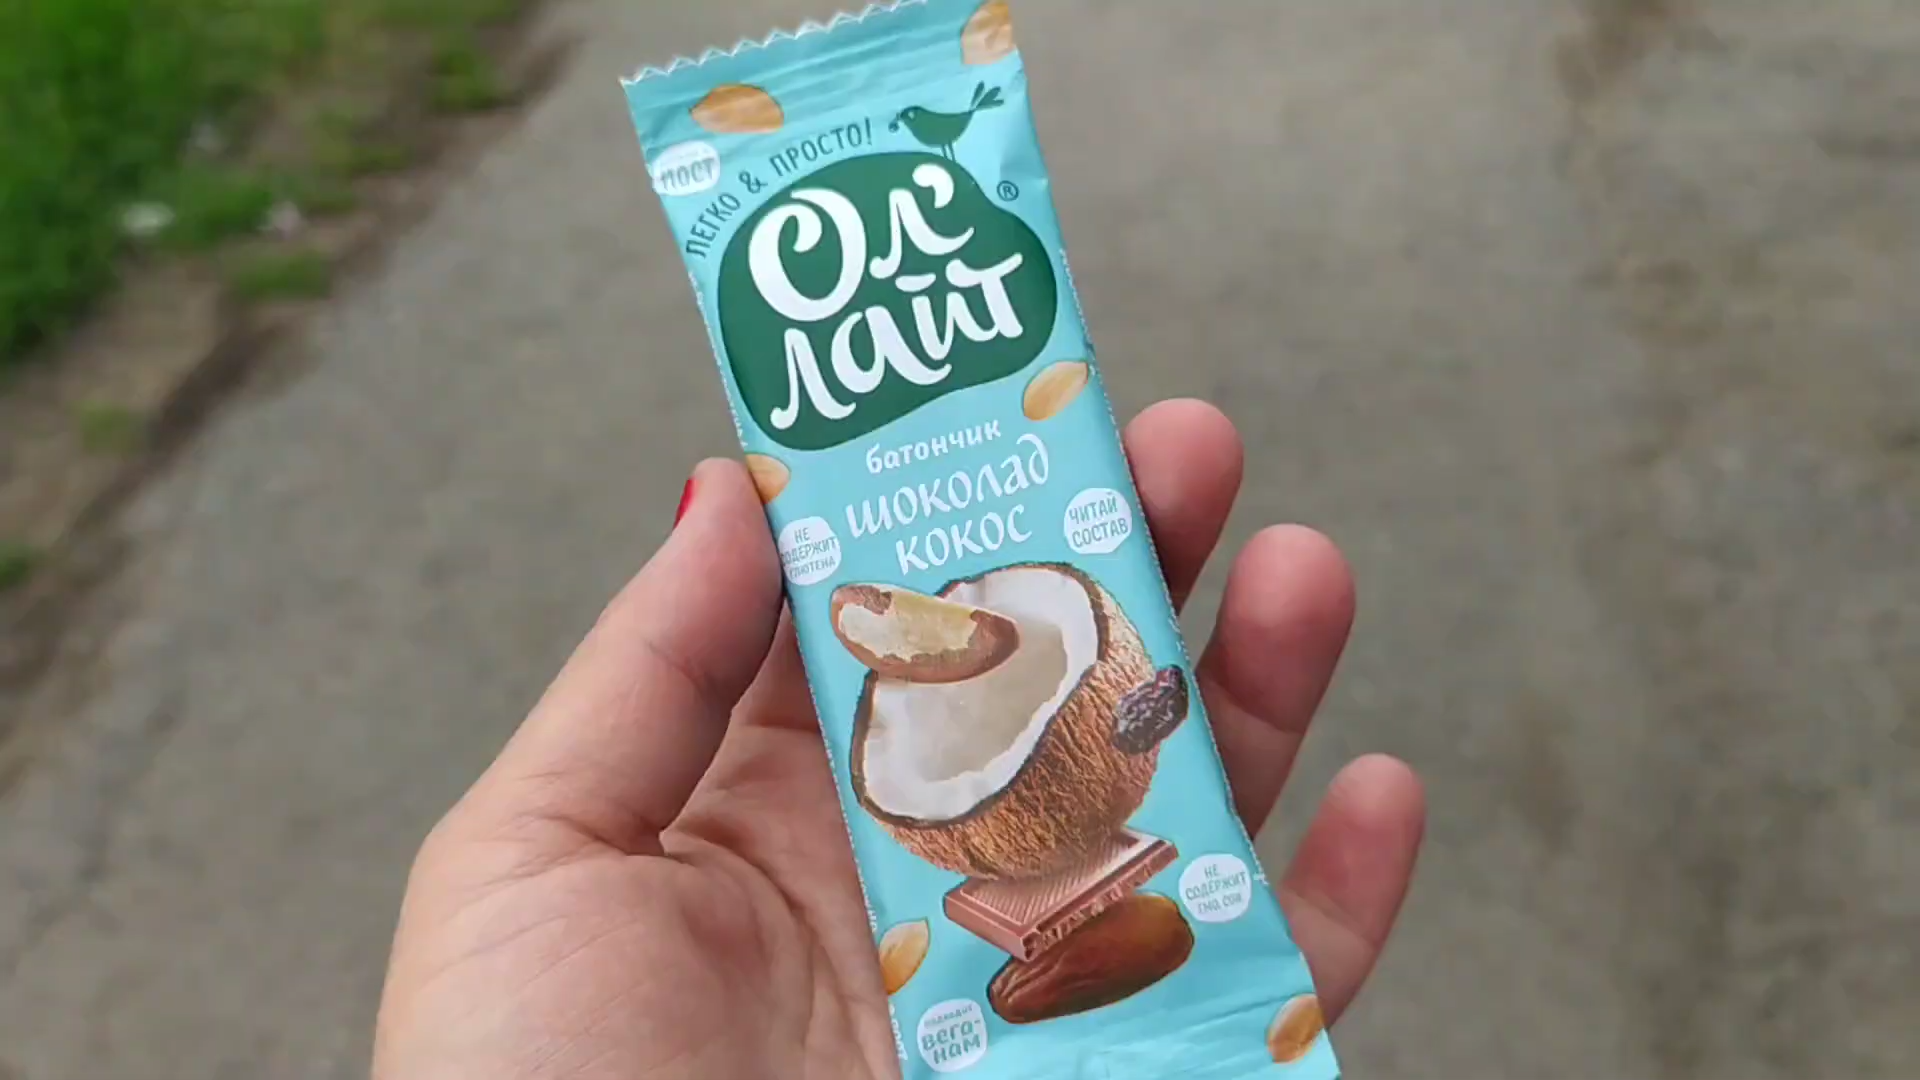 ЛЕГКО & ПРОСТО!
ПОСТ
Ол'
лайт
®
батончик
шоколад
кокос
НЕ
СОДЕРЖИТ
ГЛЮТЕНА
ЧИТАЙ
СОСТАВ
НЕ
СОДЕРЖИТ
ГМО, СОИ
подходит
вега-
нам